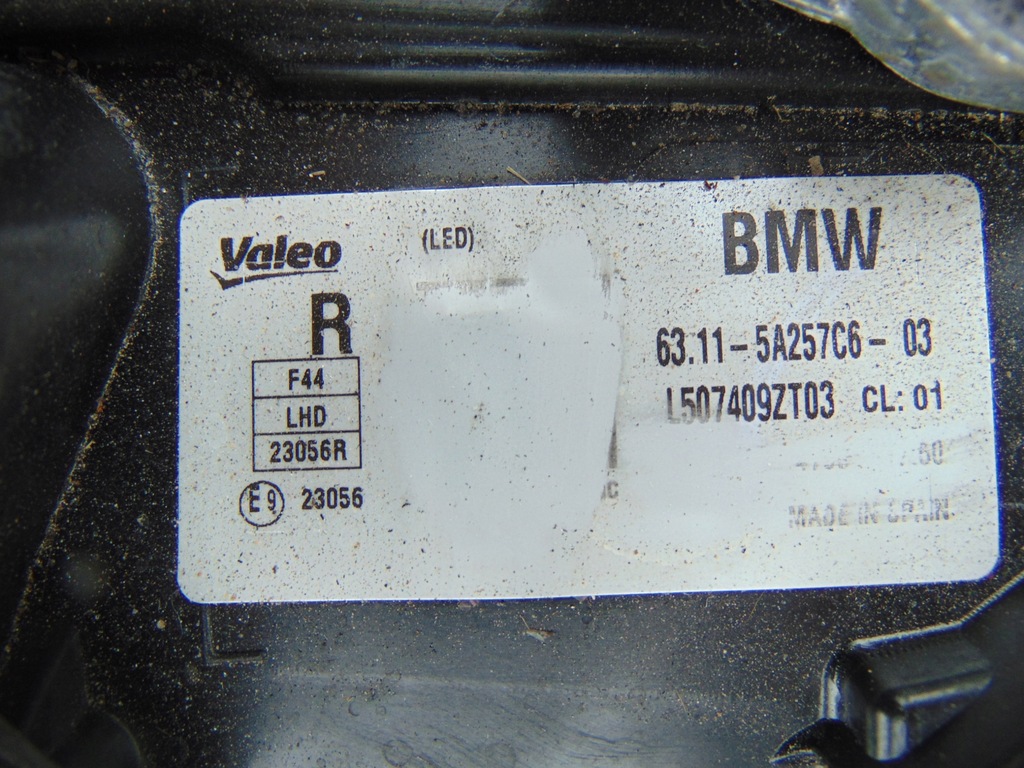 Valeo
(LED)
BMW
R
F44
LHD
23056R
E9 23056
63.11 - 5A257C6 - 03
L507409ZT03 CL: 01
MADE IN SPAIN